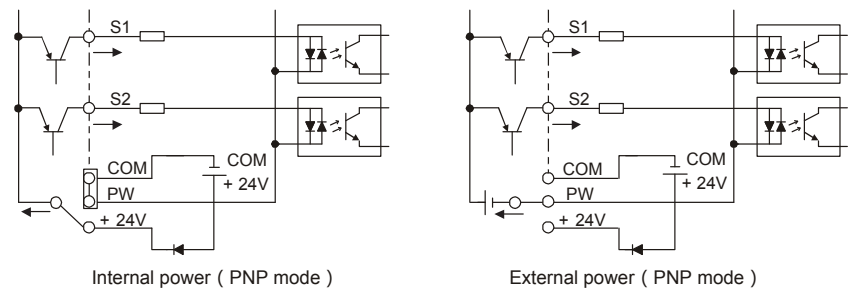 S1
S2
COM
COM
PW
+ 24V
+ 24V
Internal power ( PNP mode )
S1
S2
COM
COM
PW
+ 24V
+ 24V
External power ( PNP mode )